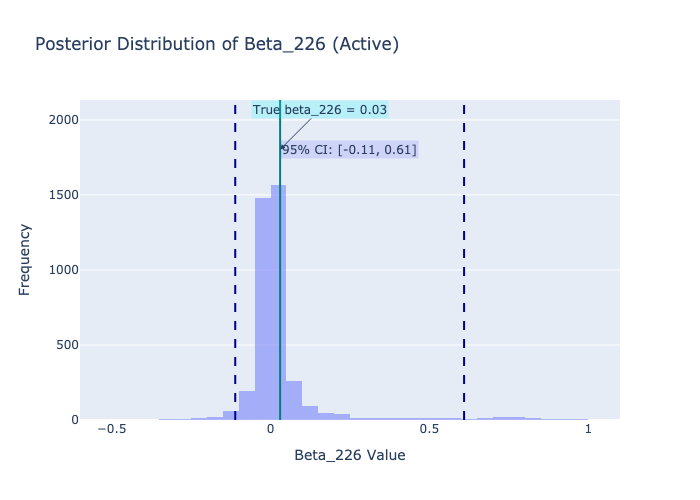 Posterior Distribution of Beta_226 (Active)
True beta_226 = 0.03
95% CI: [-0.11, 0.61]
2000
1500
1000
500
0
Frequency
−0.5
0
0.5
1
Beta_226 Value